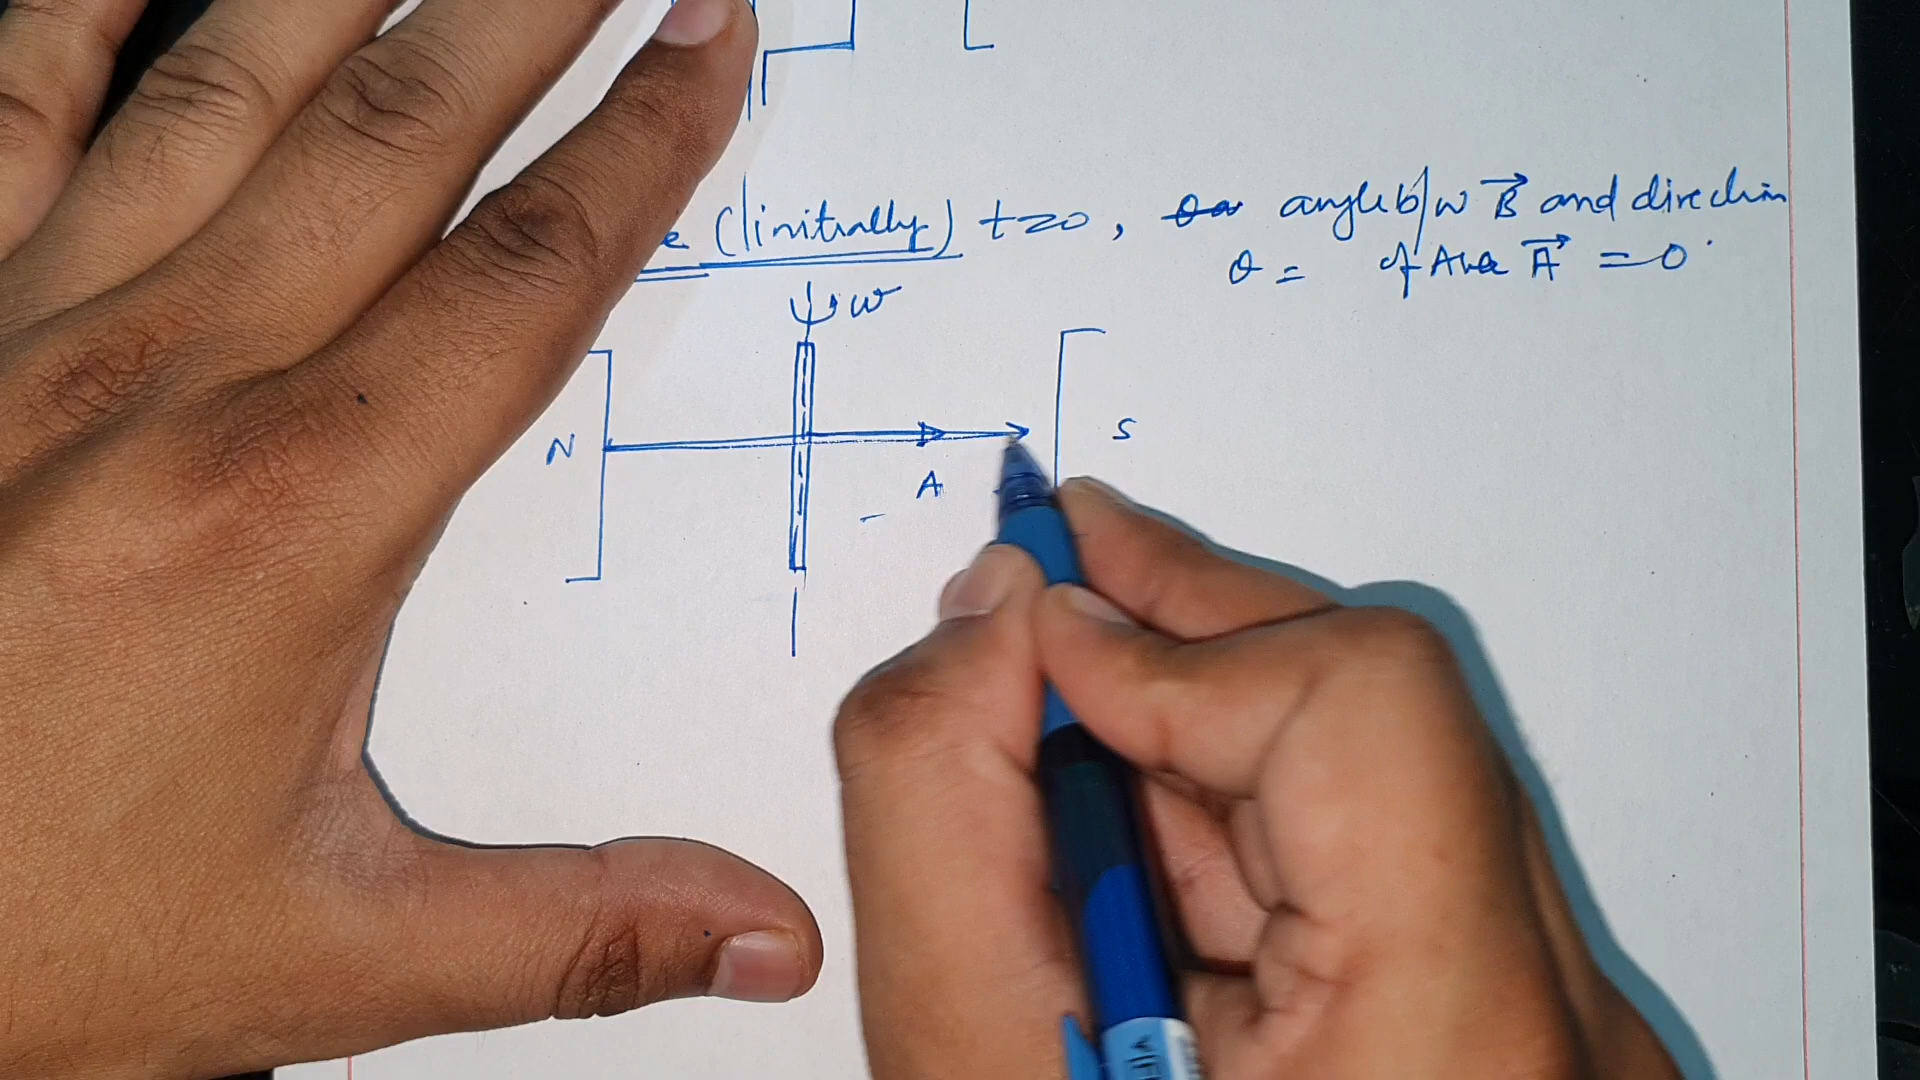 (Initially) t=0, angle b/w B⃗ and direction
θ = of Area A⃗ = 0°
ω
N
S
A